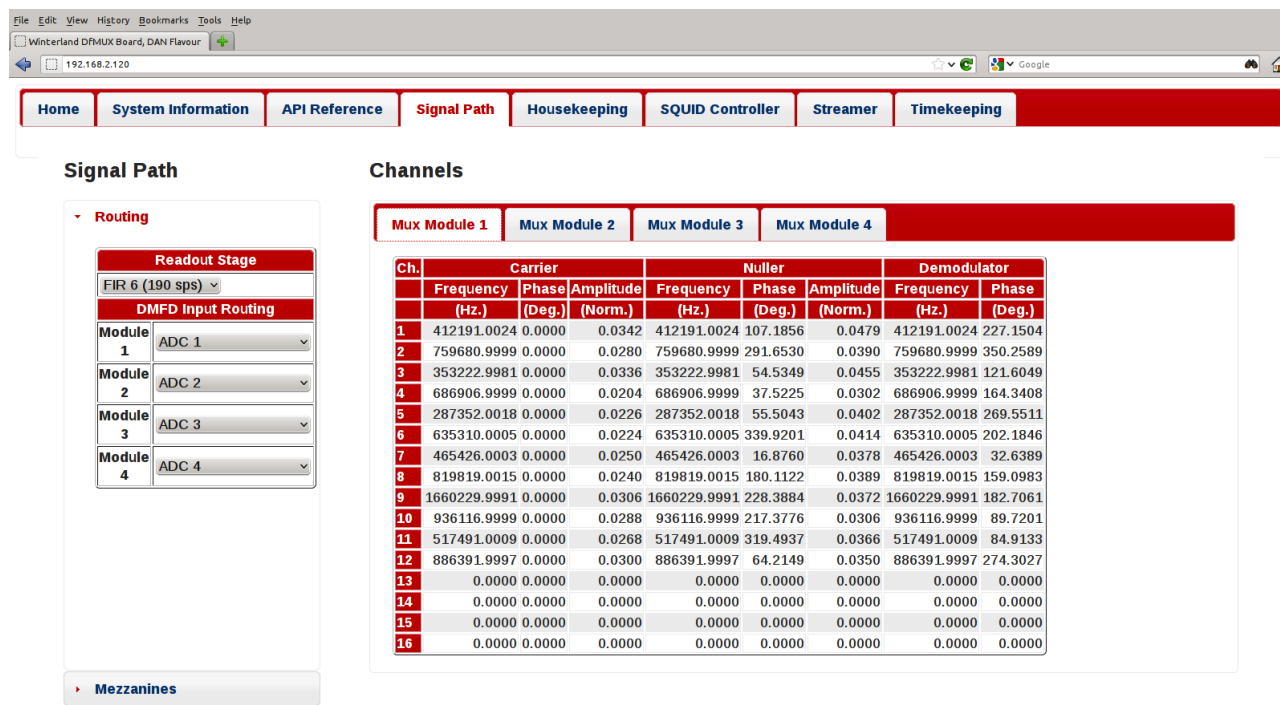 File Edit View History Bookmarks Tools Help
Winterland DfMUX Board, DAN Flavour
192.168.2.120 Google
Home System Information API Reference Signal Path Housekeeping SQUID Controller Streamer Timekeeping
Signal Path
Routing
Readout Stage
FIR 6 (190 sps)
DMFD Input Routing
Module 1 ADC 1
Module 2 ADC 2
Module 3 ADC 3
Module 4 ADC 4
Mezzanines
Channels
Mux Module 1 Mux Module 2 Mux Module 3 Mux Module 4
Ch. Carrier Nuller Demodulator
Frequency Phase Amplitude Frequency Phase Amplitude Frequency Phase
(Hz.) (Deg.) (Norm.) (Hz.) (Deg.) (Norm.) (Hz.) (Deg.)
1 412191.0024 0.0000 0.0342 412191.0024 107.1856 0.0479 412191.0024 227.1504
2 759680.9999 0.0000 0.0280 759680.9999 291.6530 0.0390 759680.9999 350.2589
3 353222.9981 0.0000 0.0336 353222.9981 54.5349 0.0455 353222.9981 121.6049
4 686906.9999 0.0000 0.0204 686906.9999 37.5225 0.0302 686906.9999 164.3408
5 287352.0018 0.0000 0.0226 287352.0018 55.5043 0.0402 287352.0018 269.5511
6 635310.0005 0.0000 0.0224 635310.0005 339.9201 0.0414 635310.0005 202.1846
7 465426.0003 0.0000 0.0250 465426.0003 16.8760 0.0378 465426.0003 32.6389
8 819819.0015 0.0000 0.0240 819819.0015 180.1122 0.0389 819819.0015 159.0983
9 1660229.9991 0.0000 0.0306 1660229.9991 228.3884 0.0372 1660229.9991 182.7061
10 936116.9999 0.0000 0.0288 936116.9999 217.3776 0.0306 936116.9999 89.7201
11 517491.0009 0.0000 0.0268 517491.0009 319.4937 0.0366 517491.0009 84.9133
12 886391.9997 0.0000 0.0300 886391.9997 64.2149 0.0350 886391.9997 274.3027
13 0.0000 0.0000 0.0000 0.0000 0.0000 0.0000 0.0000 0.0000
14 0.0000 0.0000 0.0000 0.0000 0.0000 0.0000 0.0000 0.0000
15 0.0000 0.0000 0.0000 0.0000 0.0000 0.0000 0.0000 0.0000
16 0.0000 0.0000 0.0000 0.0000 0.0000 0.0000 0.0000 0.0000